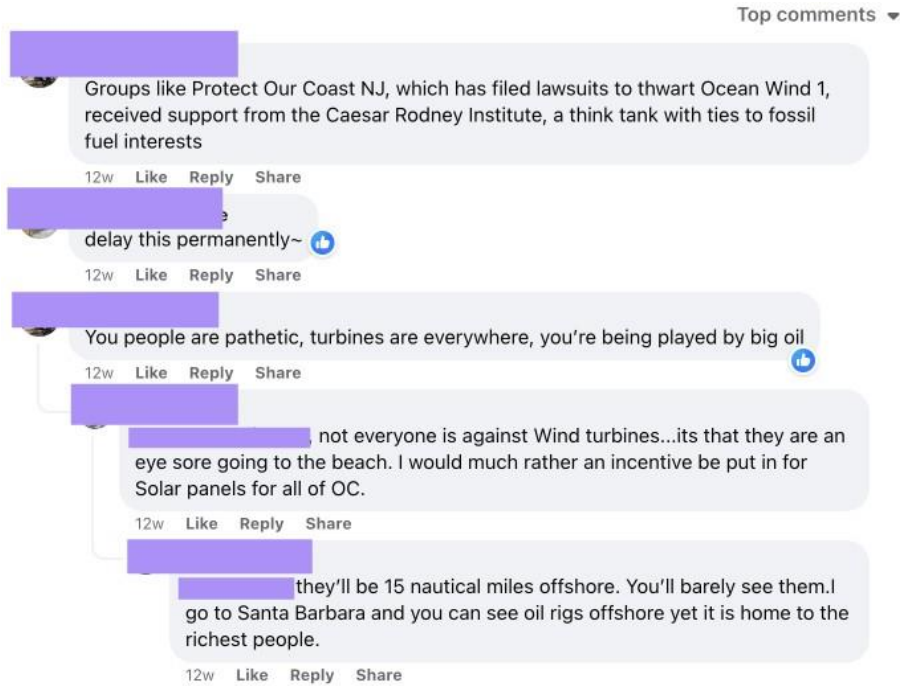 Top comments
Groups like Protect Our Coast NJ, which has filed lawsuits to thwart Ocean Wind 1,
received support from the Caesar Rodney Institute, a think tank with ties to fossil
fuel interests
12w Like Reply Share
e
delay this permanently~
12w Like Reply Share
You people are pathetic, turbines are everywhere, you're being played by big oil
12w Like Reply Share
, not everyone is against Wind turbines...its that they are an
eye sore going to the beach. I would much rather an incentive be put in for
Solar panels for all of OC.
12w Like Reply Share
they'll be 15 nautical miles offshore. You'll barely see them.I
go to Santa Barbara and you can see oil rigs offshore yet it is home to the
richest people.
12w Like Reply Share